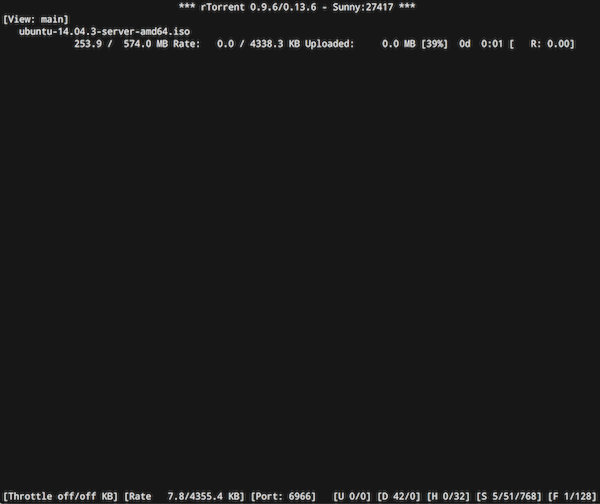 *** rTorrent 0.9.6/0.13.6 - Sunny:27417 ***
[View: main]
ubuntu-14.04.3-server-amd64.iso
253.9 / 574.0 MB Rate: 0.0 / 4338.3 KB Uploaded: 0.0 MB [39%] 0d 0:01 [ R: 0.00]
[Throttle off/off KB] [Rate 7.8/4355.4 KB] [Port: 6966] [U 0/0] [D 42/0] [H 0/32] [S 5/51/768] [F 1/128]